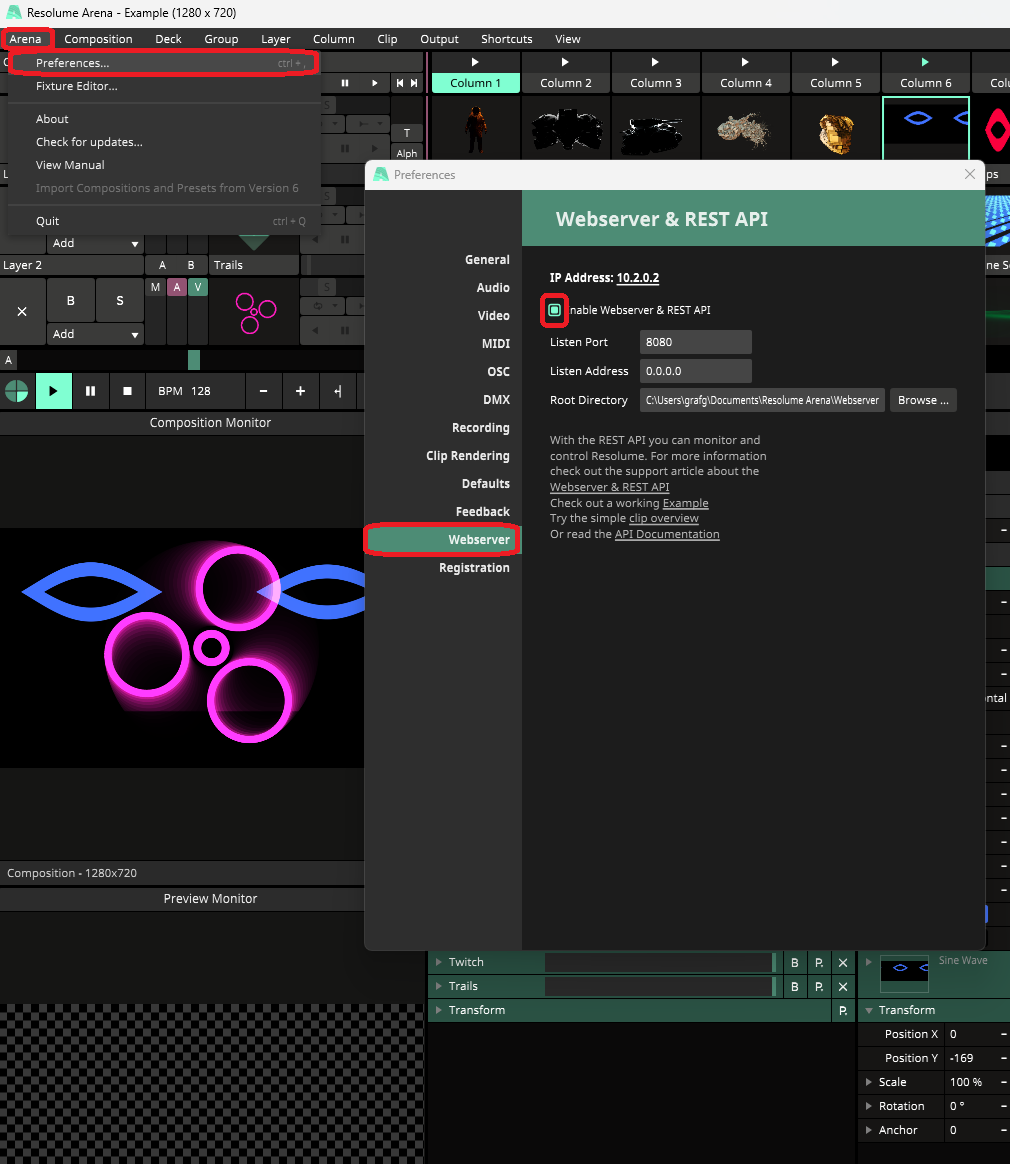 Resolume Arena - Example (1280 x 720)
Arena Composition Deck Group Layer Column Clip Output Shortcuts View
Preferences... ctrl + ,
Fixture Editor...
About
Check for updates...
View Manual
Import Compositions and Presets from Version 6
Quit ctrl + Q
Column 1 Column 2 Column 3 Column 4 Column 5 Column 6
S
T
Alph
S
Add
Layer 2 A B Trails
M A V S
X B S
Add
A
BPM 128 - +
Composition Monitor
Composition - 1280x720
Preview Monitor
Preferences
General
Audio
Video
MIDI
OSC
DMX
Recording
Clip Rendering
Defaults
Feedback
Webserver
Registration
Webserver & REST API
IP Address: 10.2.0.2
nable Webserver & REST API
Listen Port 8080
Listen Address 0.0.0.0
Root Directory C:\Users\grafg\Documents\Resolume Arena\Webserver Browse ...
With the REST API you can monitor and
control Resolume. For more information
check out the support article about the
Webserver & REST API
Check out a working Example
Try the simple clip overview
Or read the API Documentation
Twitch B P. X
Trails B P. X
Transform P.
Sine Wave
Transform
Position X 0
Position Y -169
Scale 100 %
Rotation 0 °
Anchor 0